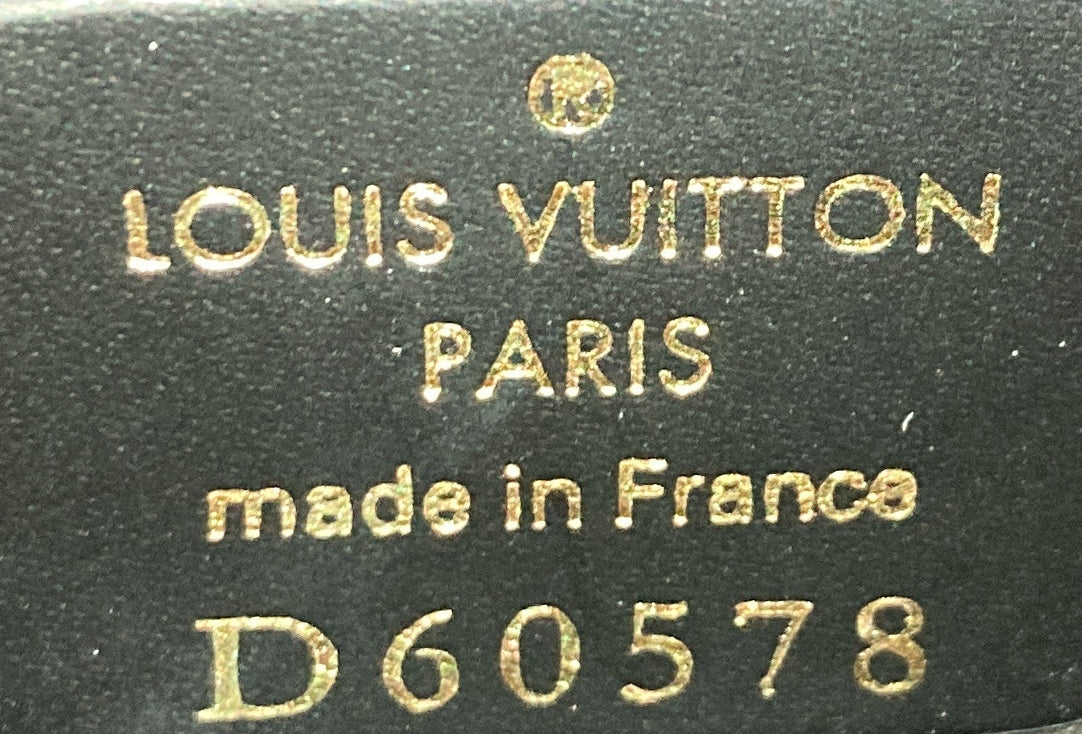 ®
LOUIS VUITTON
PARIS
made in France
D60578